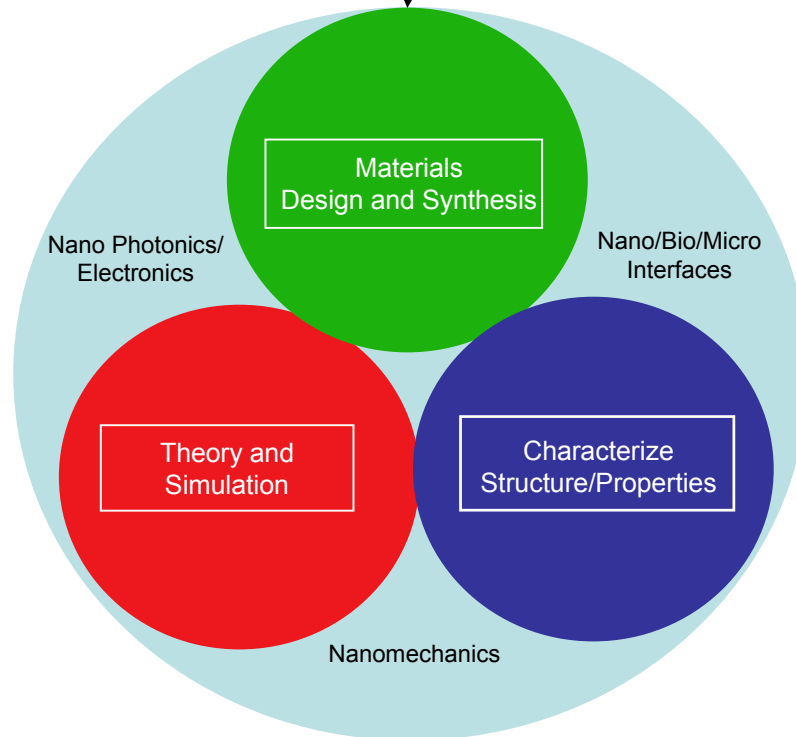 Materials
Design and Synthesis
Nano Photonics/
Electronics
Nano/Bio/Micro
Interfaces
Theory and
Simulation
Characterize
Structure/Properties
Nanomechanics